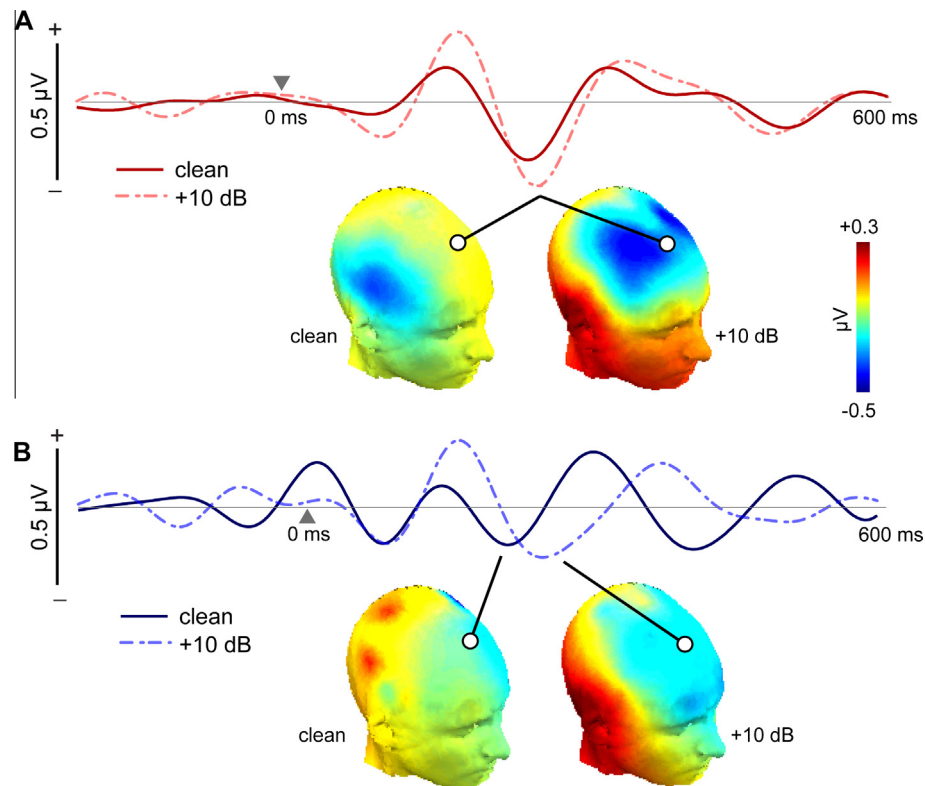 A
+
0.5 µV
–
0 ms
600 ms
clean
+10 dB
clean
+10 dB
+0.3
µV
-0.5
B
+
0.5 µV
–
0 ms
600 ms
clean
+10 dB
clean
+10 dB